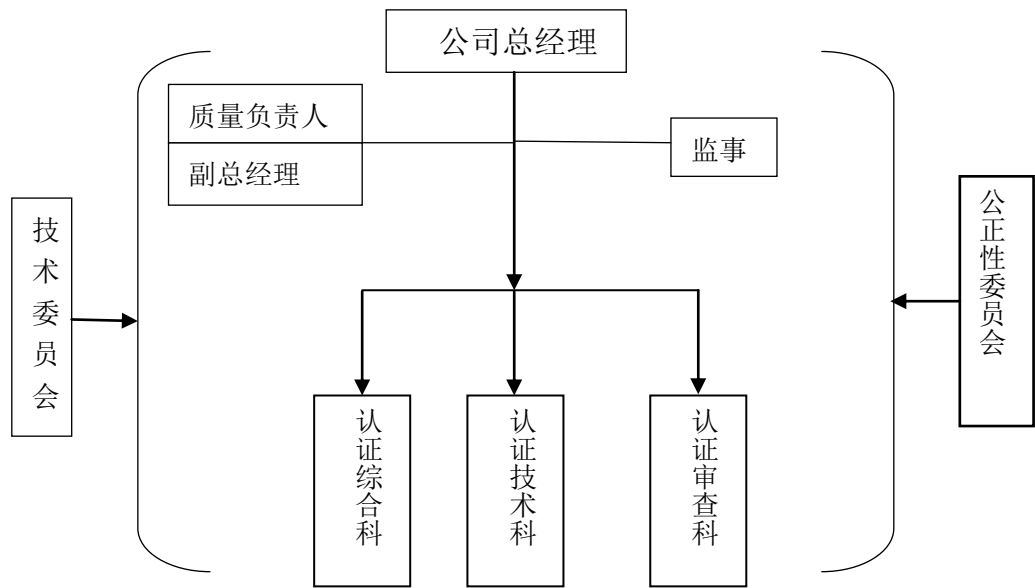 公司总经理
质量负责人
副总经理
监事
技术委员会
公正性委员会
认证综合科
认证技术科
认证审查科